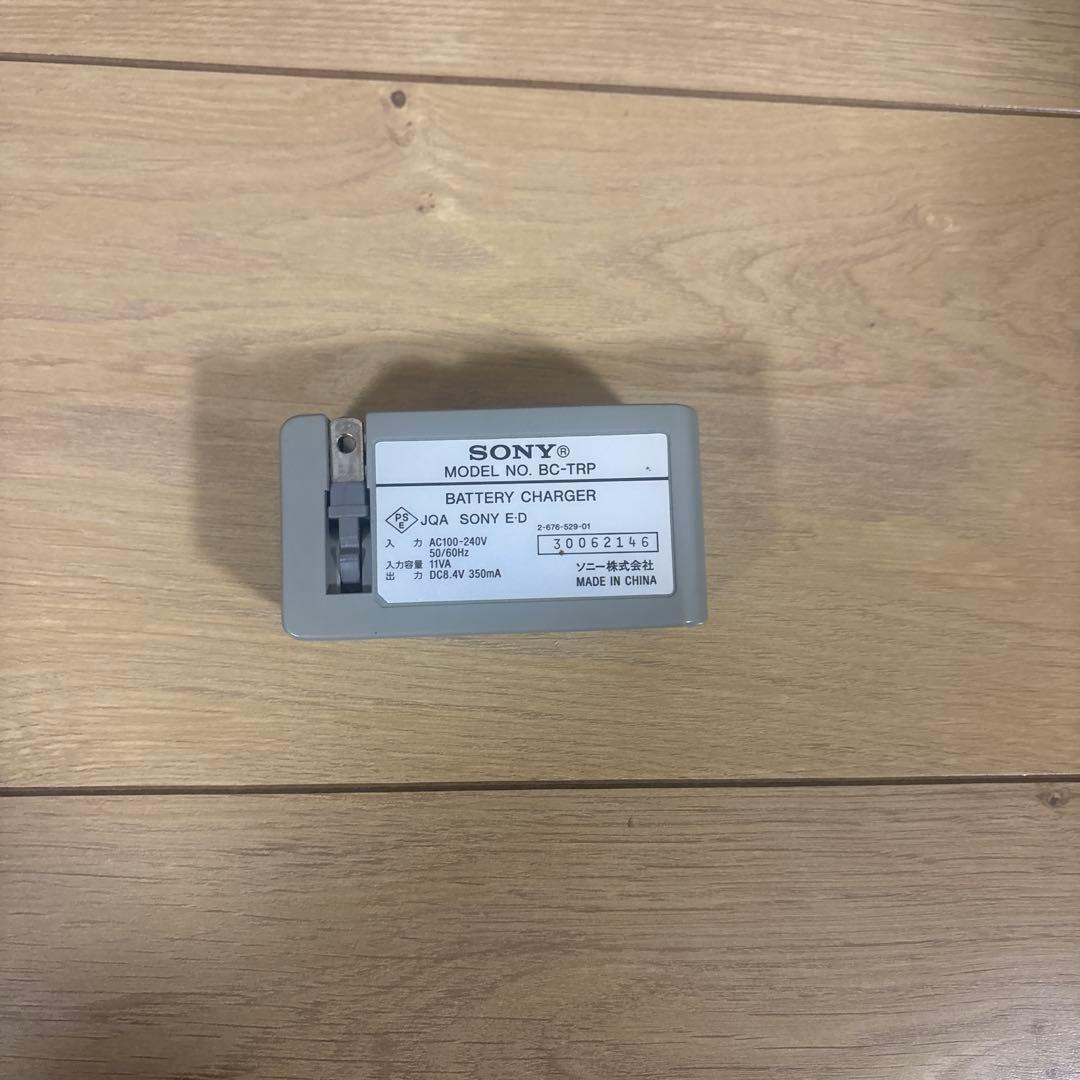 SONY®
MODEL NO. BC-TRP
BATTERY CHARGER
PS
E
JQA SONY E·D
2-676-529-01
30062146
入 力 AC100-240V
50/60Hz
入力容量 11VA
出 力 DC8.4V 350mA
ソニー株式会社
MADE IN CHINA